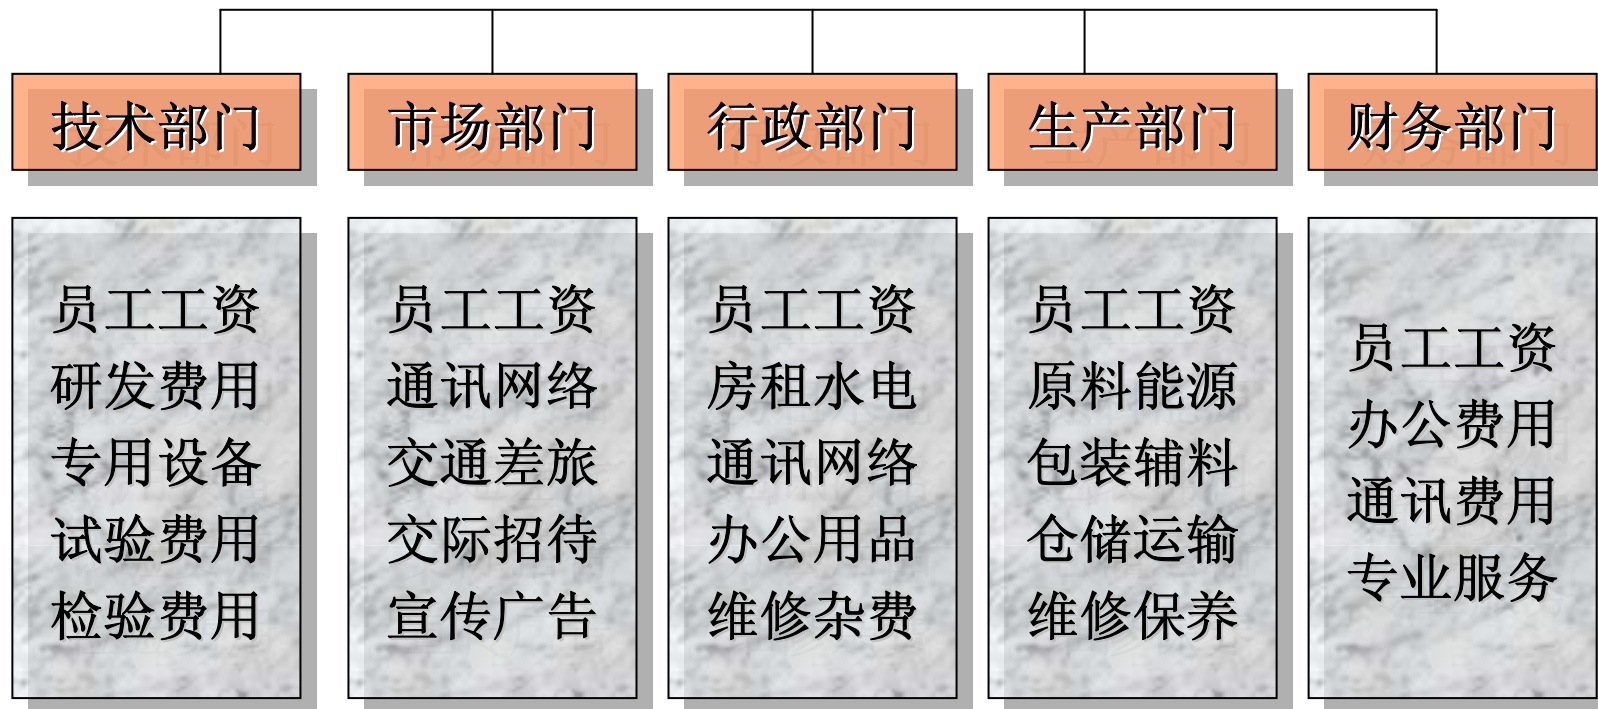 技术部门
市场部门
行政部门
生产部门
财务部门
员工工资
研发费用
专用设备
试验费用
检验费用
员工工资
通讯网络
交通差旅
交际招待
宣传广告
员工工资
房租水电
通讯网络
办公用品
维修杂费
员工工资
原料能源
包装辅料
仓储运输
维修保养
员工工资
办公费用
通讯费用
专业服务